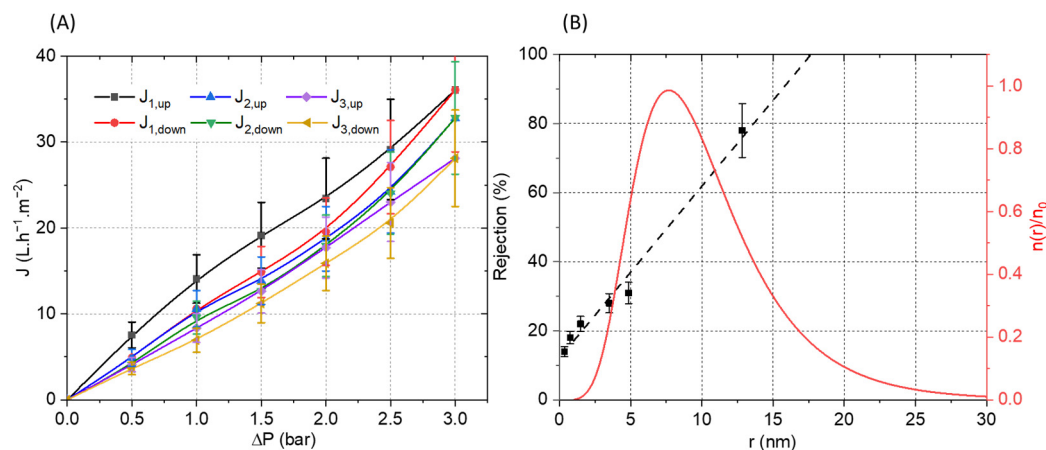 (A)
40
30
20
10
0
J (L.h⁻¹.m⁻²)
J1,up J2,up J3,up
J1,down J2,down J3,down
0.0 0.5 1.0 1.5 2.0 2.5 3.0
ΔP (bar)
(B)
100
80
60
40
20
0
Rejection (%)
1.0
0.8
0.6
0.4
0.2
0.0
n(r)/n0
0 5 10 15 20 25 30
r (nm)